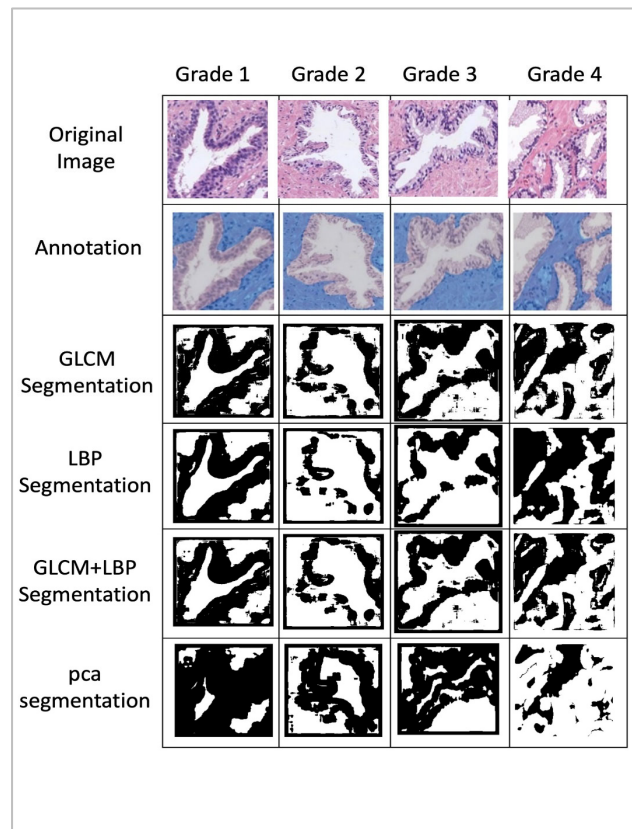 Grade 1 Grade 2 Grade 3 Grade 4
Original
Image
Annotation
GLCM
Segmentation
LBP
Segmentation
GLCM+LBP
Segmentation
pca
segmentation